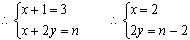 ∴ { x + 1 = 3 ∴ { x = 2
x + 2y = n 2y = n − 2